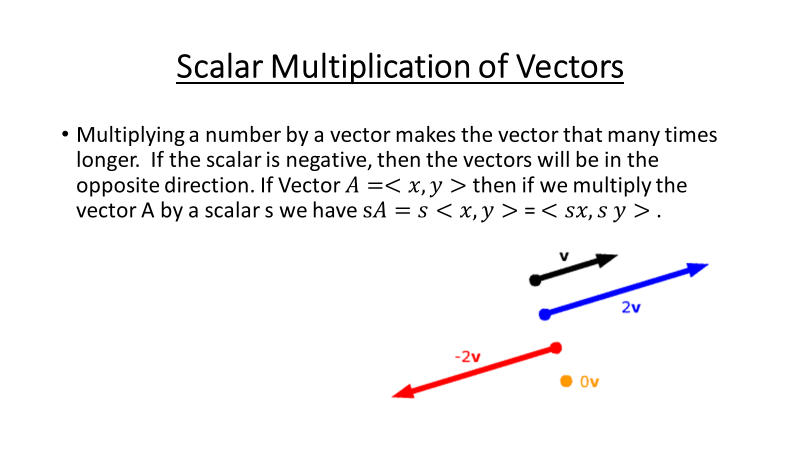 Scalar Multiplication of Vectors
• Multiplying a number by a vector makes the vector that many times
longer.  If the scalar is negative, then the vectors will be in the
opposite direction. If Vector 𝐴 =< 𝑥, 𝑦 > then if we multiply the
vector A by a scalar s we have s𝐴 = 𝑠 < 𝑥, 𝑦 > = < 𝑠𝑥, 𝑠 𝑦 > .
v
2v
-2v
0v